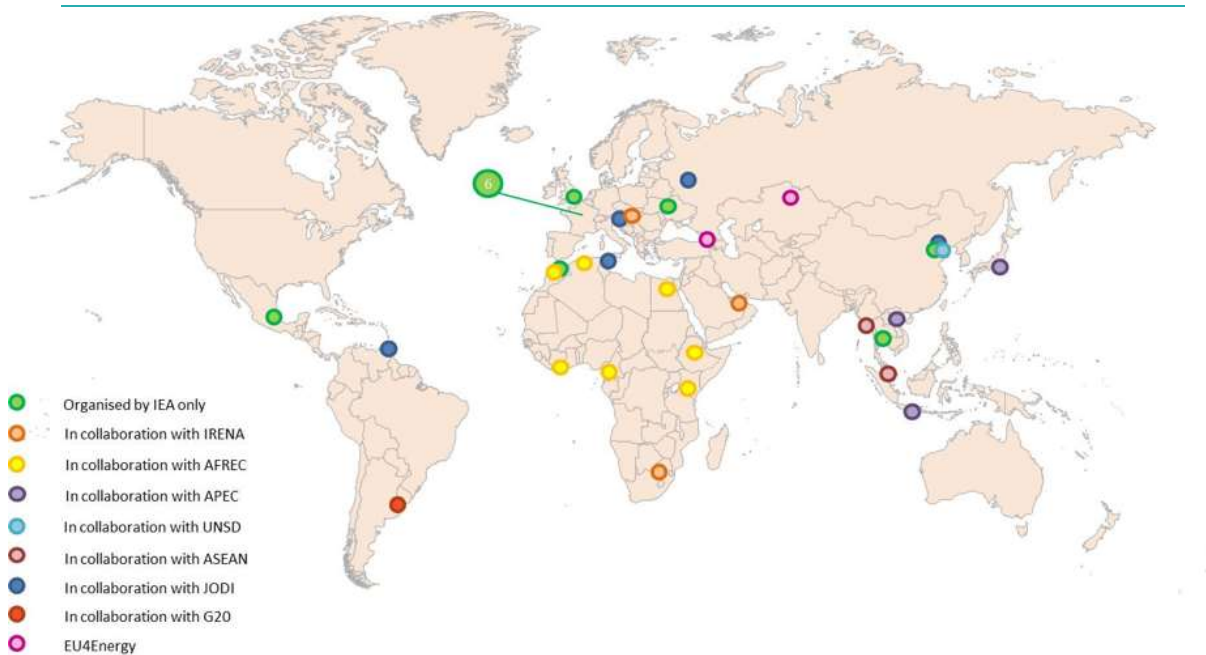 6
Organised by IEA only
In collaboration with IRENA
In collaboration with AFREC
In collaboration with APEC
In collaboration with UNSD
In collaboration with ASEAN
In collaboration with JODI
In collaboration with G20
EU4Energy